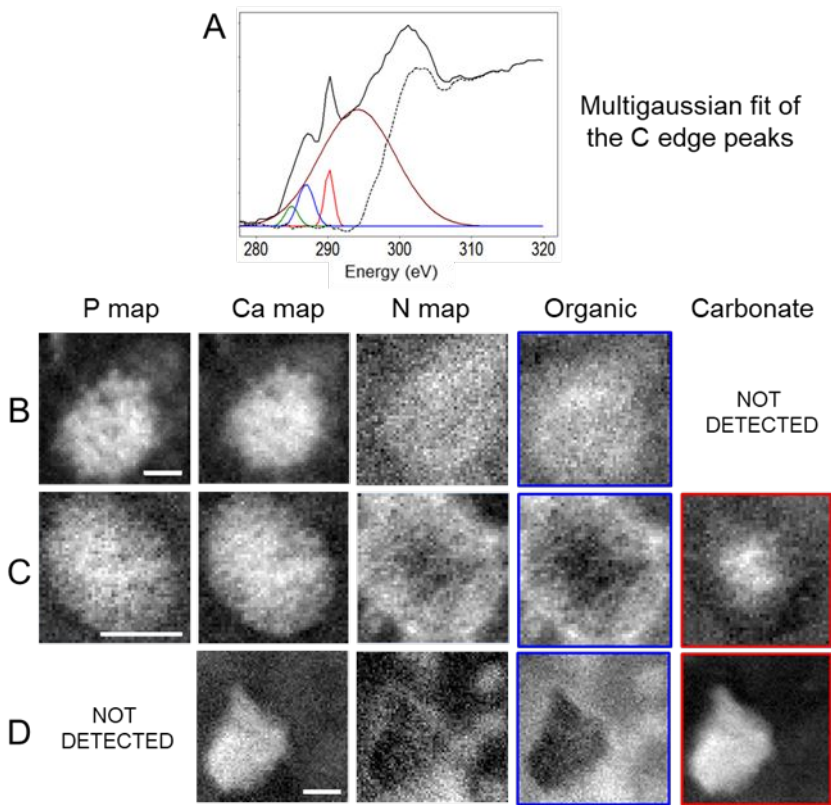 A
Multigaussian fit of
the C edge peaks
280 290 300 310 320
Energy (eV)
P map Ca map N map Organic Carbonate
B
NOT
DETECTED
C
D
NOT
DETECTED